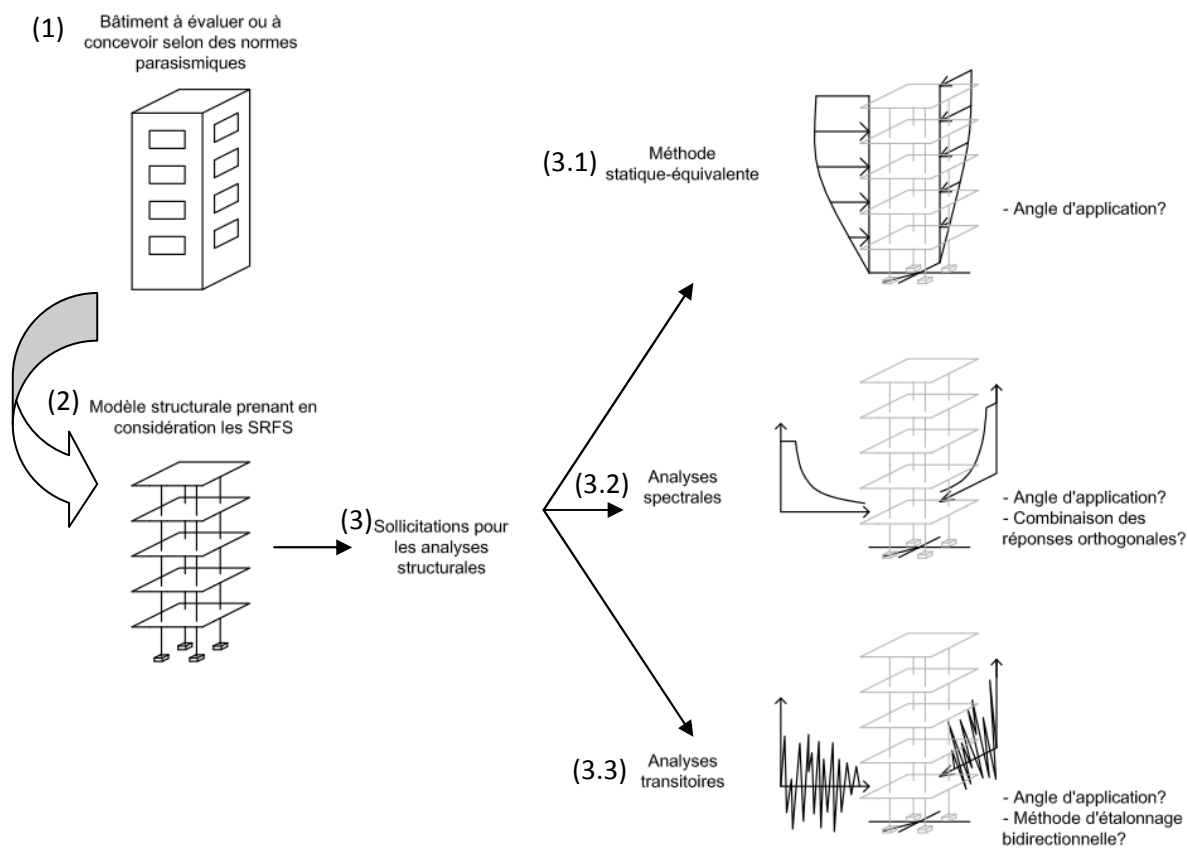 (1)
Bâtiment à évaluer ou à
concevoir selon des normes
parasismiques
(2)
Modèle structurale prenant en
considération les SRFS
(3)
Sollicitations pour
les analyses
structurales
(3.1)
Méthode
statique-équivalente
- Angle d'application?
(3.2)
Analyses
spectrales
- Angle d'application?
- Combinaison des
réponses orthogonales?
(3.3)
Analyses
transitoires
- Angle d'application?
- Méthode d'étalonnage
bidirectionnelle?